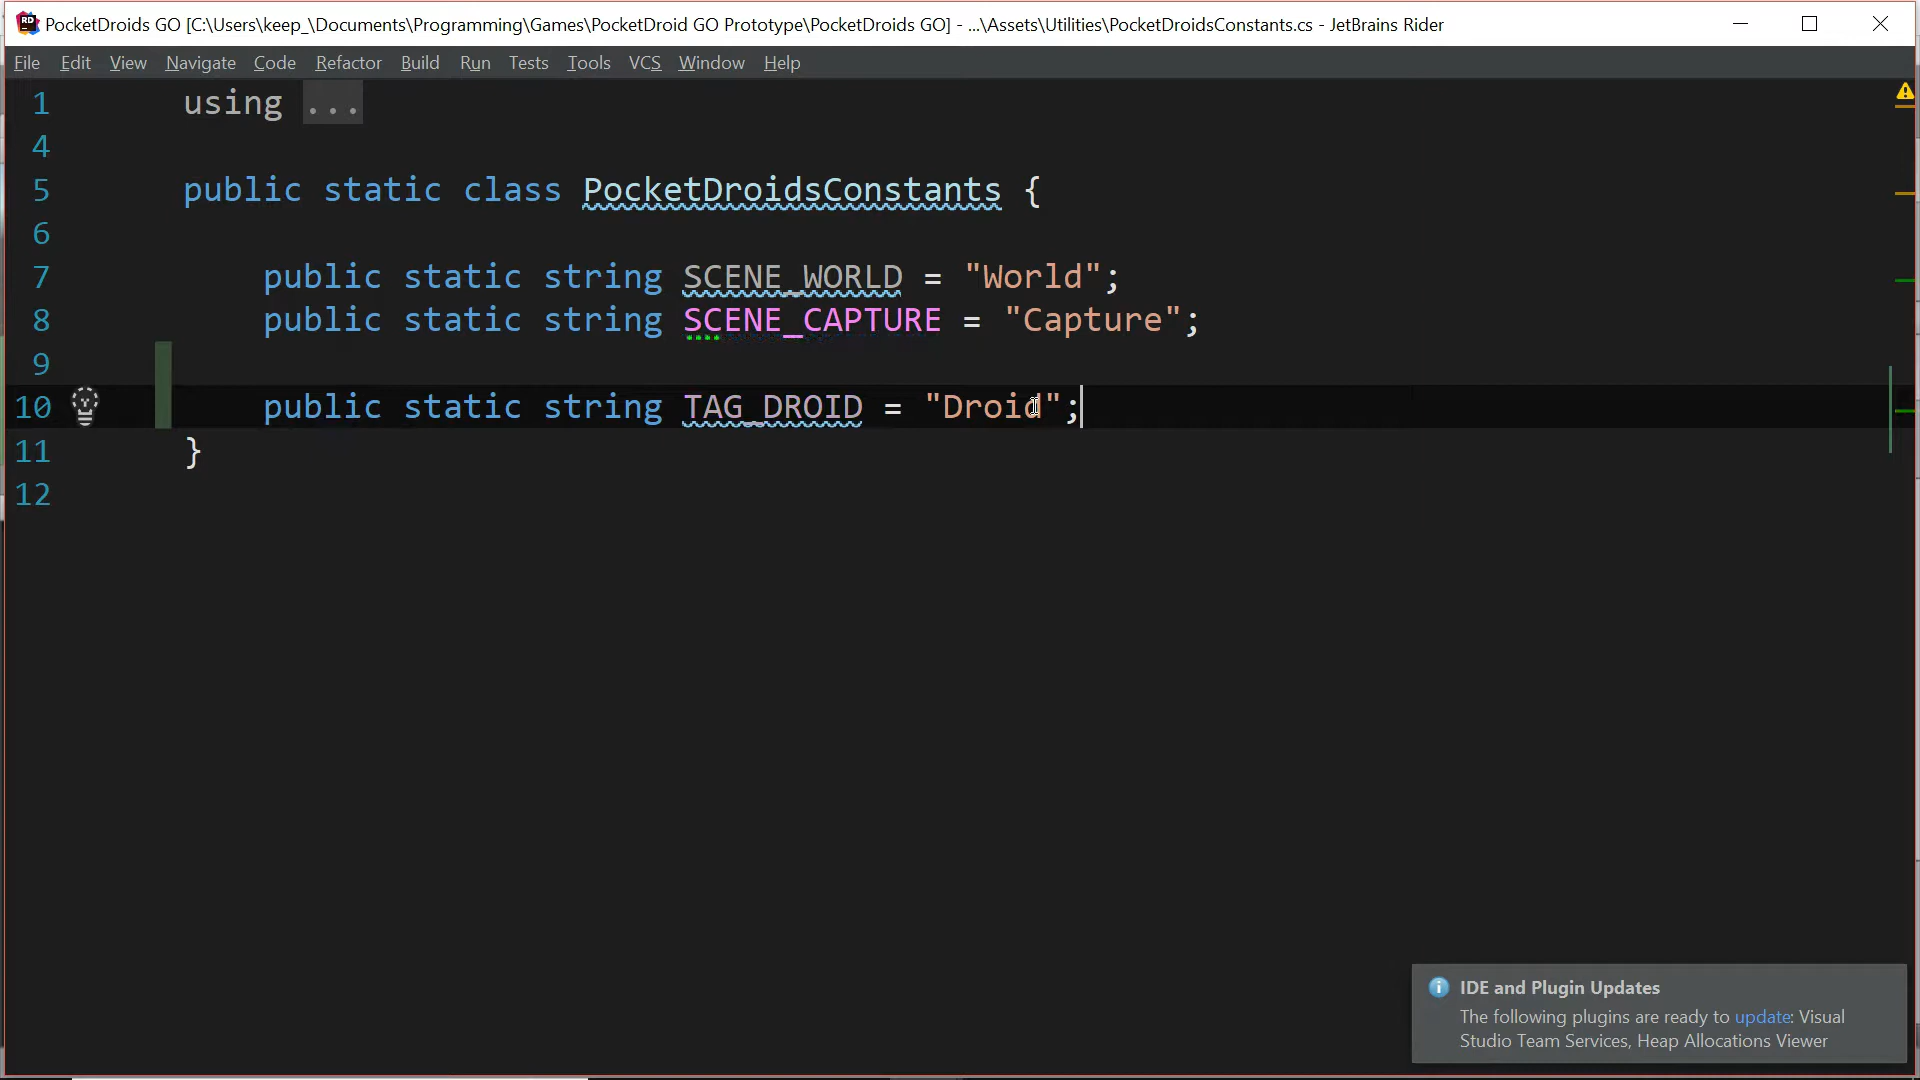 PocketDroids GO [C:\Users\keep_\Documents\Programming\Games\PocketDroid GO Prototype\PocketDroids GO] - ...\Assets\Utilities\PocketDroidsConstants.cs - JetBrains Rider
File Edit View Navigate Code Refactor Build Run Tests Tools VCS Window Help
1 using ...
4
5 public static class PocketDroidsConstants {
6
7 public static string SCENE_WORLD = "World";
8 public static string SCENE_CAPTURE = "Capture";
9
10 public static string TAG_DROID = "Droid";
11 }
12
IDE and Plugin Updates
The following plugins are ready to update: Visual
Studio Team Services, Heap Allocations Viewer